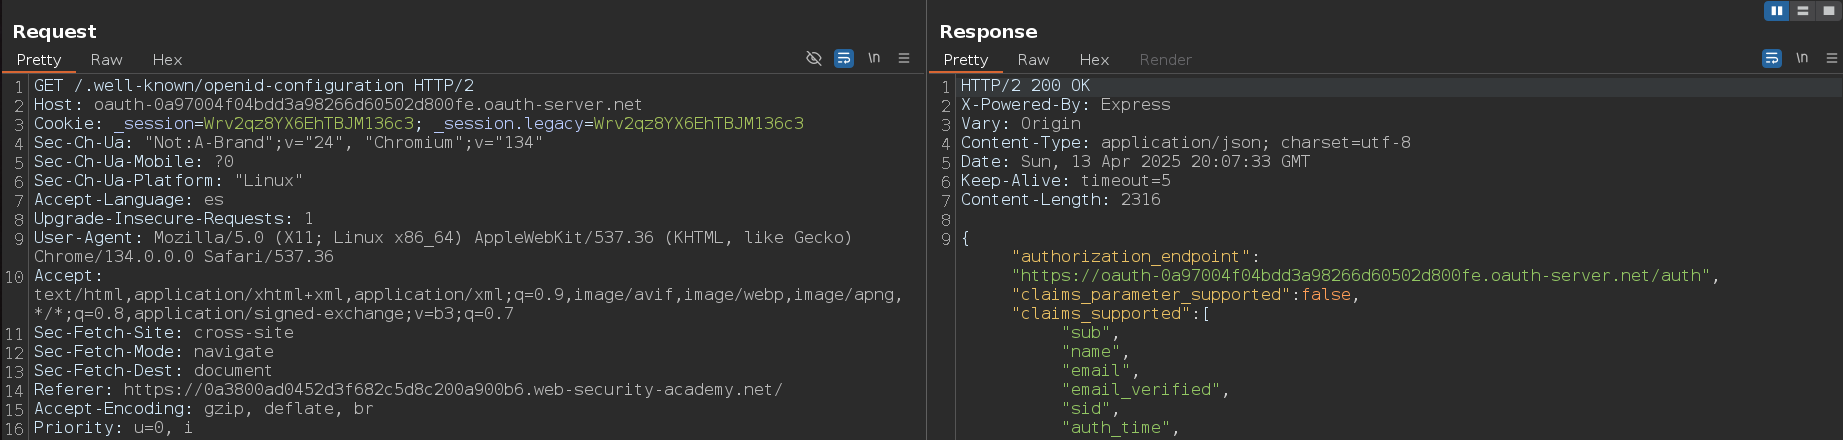 Request
Pretty Raw Hex
\n
1 GET /.well-known/openid-configuration HTTP/2
2 Host: oauth-0a97004f04bdd3a98266d60502d800fe.oauth-server.net
3 Cookie: _session=Wrv2qz8YX6EhTBJM136c3; _session.legacy=Wrv2qz8YX6EhTBJM136c3
4 Sec-Ch-Ua: "Not:A-Brand";v="24", "Chromium";v="134"
5 Sec-Ch-Ua-Mobile: ?0
6 Sec-Ch-Ua-Platform: "Linux"
7 Accept-Language: es
8 Upgrade-Insecure-Requests: 1
9 User-Agent: Mozilla/5.0 (X11; Linux x86_64) AppleWebKit/537.36 (KHTML, like Gecko)
Chrome/134.0.0.0 Safari/537.36
10 Accept:
text/html,application/xhtml+xml,application/xml;q=0.9,image/avif,image/webp,image/apng,
*/*;q=0.8,application/signed-exchange;v=b3;q=0.7
11 Sec-Fetch-Site: cross-site
12 Sec-Fetch-Mode: navigate
13 Sec-Fetch-Dest: document
14 Referer: https://0a3800ad0452d3f682c5d8c200a900b6.web-security-academy.net/
15 Accept-Encoding: gzip, deflate, br
16 Priority: u=0, i
Response
Pretty Raw Hex Render
\n
1 HTTP/2 200 OK
2 X-Powered-By: Express
3 Vary: Origin
4 Content-Type: application/json; charset=utf-8
5 Date: Sun, 13 Apr 2025 20:07:33 GMT
6 Keep-Alive: timeout=5
7 Content-Length: 2316
8
9 {
"authorization_endpoint":
"https://oauth-0a97004f04bdd3a98266d60502d800fe.oauth-server.net/auth",
"claims_parameter_supported":false,
"claims_supported":[
"sub",
"name",
"email",
"email_verified",
"sid",
"auth_time",